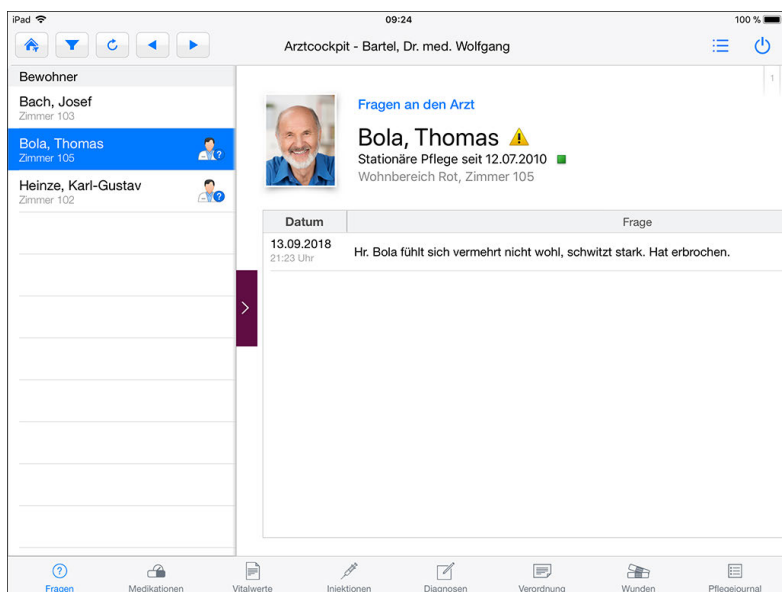 iPad 09:24 100 %
Arztcockpit - Bartel, Dr. med. Wolfgang
Bewohner
Bach, Josef
Zimmer 103
Bola, Thomas
Zimmer 105
Heinze, Karl-Gustav
Zimmer 102
1
Fragen an den Arzt
Bola, Thomas
Stationäre Pflege seit 12.07.2010
Wohnbereich Rot, Zimmer 105
Datum Frage
13.09.2018
21:23 Uhr
Hr. Bola fühlt sich vermehrt nicht wohl, schwitzt stark. Hat erbrochen.
Fragen Medikationen Vitalwerte Injektionen Diagnosen Verordnung Wunden Pflegejournal